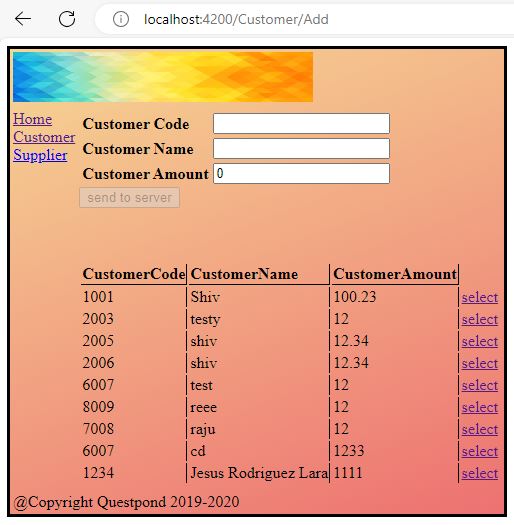 localhost:4200/Customer/Add
Home
Customer
Supplier
Customer Code
Customer Name
Customer Amount 0
send to server
CustomerCode CustomerName CustomerAmount
1001 Shiv 100.23 select
2003 testy 12 select
2005 shiv 12.34 select
2006 shiv 12.34 select
6007 test 12 select
8009 reee 12 select
7008 raju 12 select
6007 cd 1233 select
1234 Jesus Rodriguez Lara 1111 select
@Copyright Questpond 2019-2020